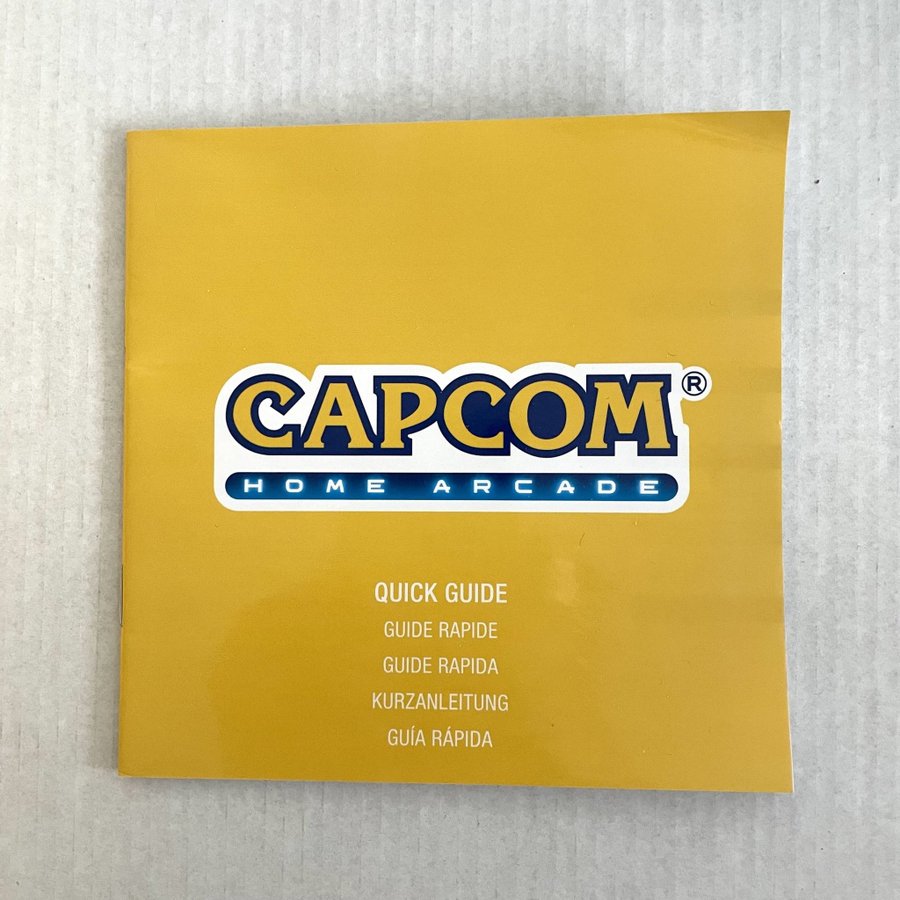 CAPCOM®
HOME ARCADE
QUICK GUIDE
GUIDE RAPIDE
GUIDE RAPIDA
KURZANLEITUNG
GUÍA RÁPIDA